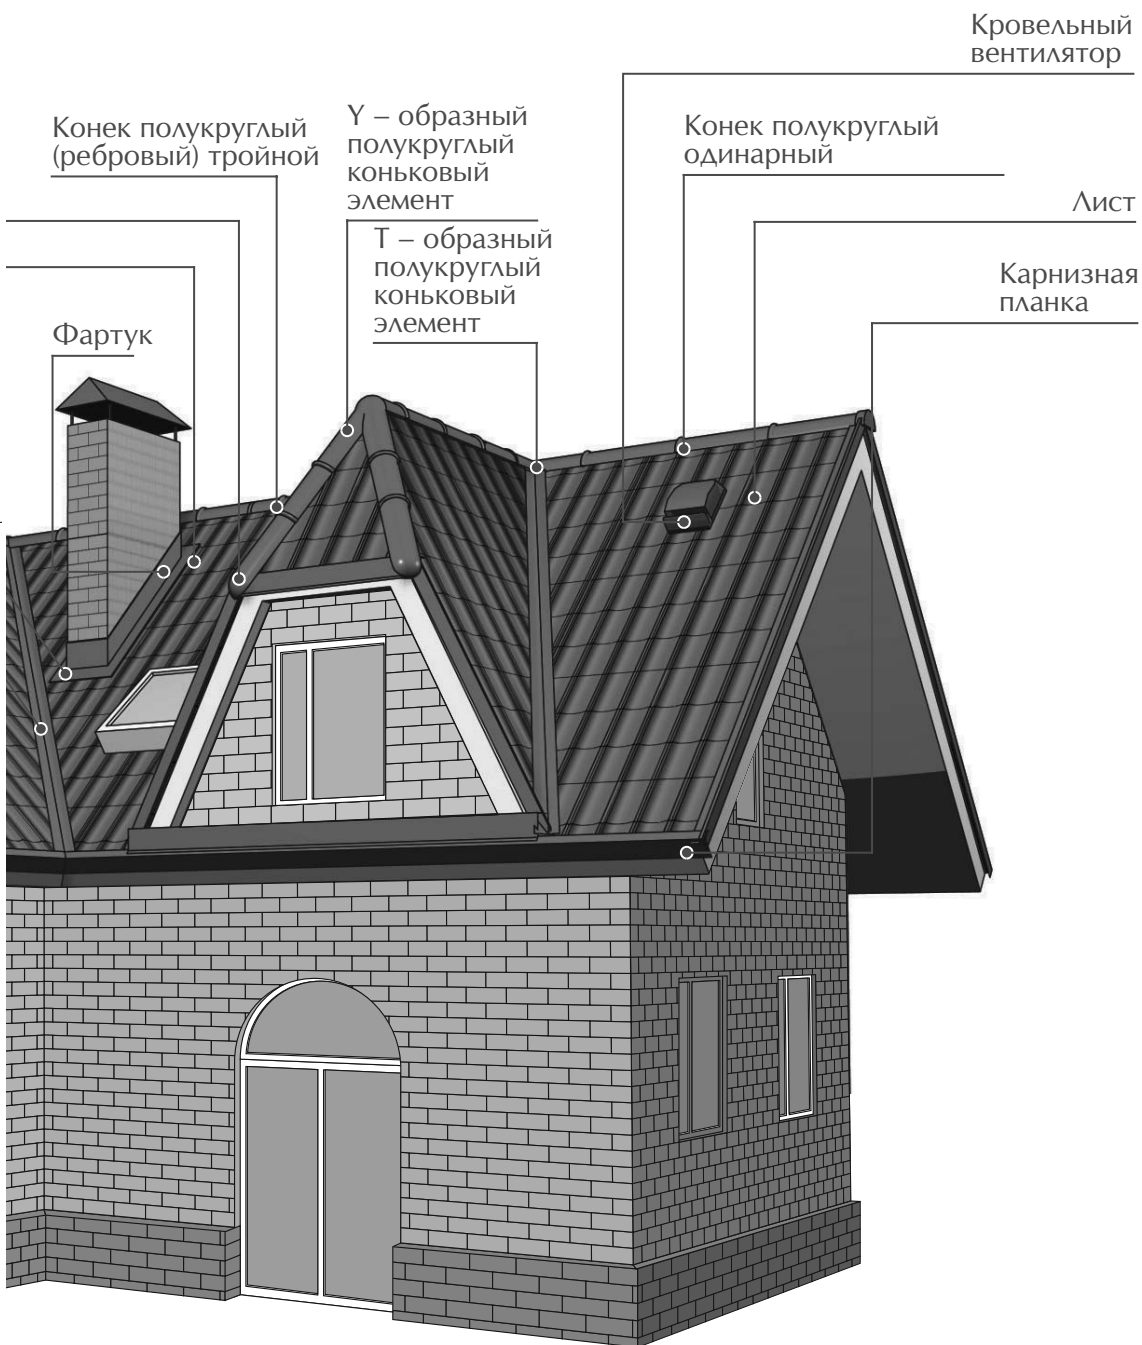 Кровельный
вентилятор
Конек полукруглый
(ребровый) тройной
Y – образный
полукруглый
коньковый
элемент
Конек полукруглый
одинарный
Лист
Т – образный
полукруглый
коньковый
элемент
Карнизная
планка
Фартук